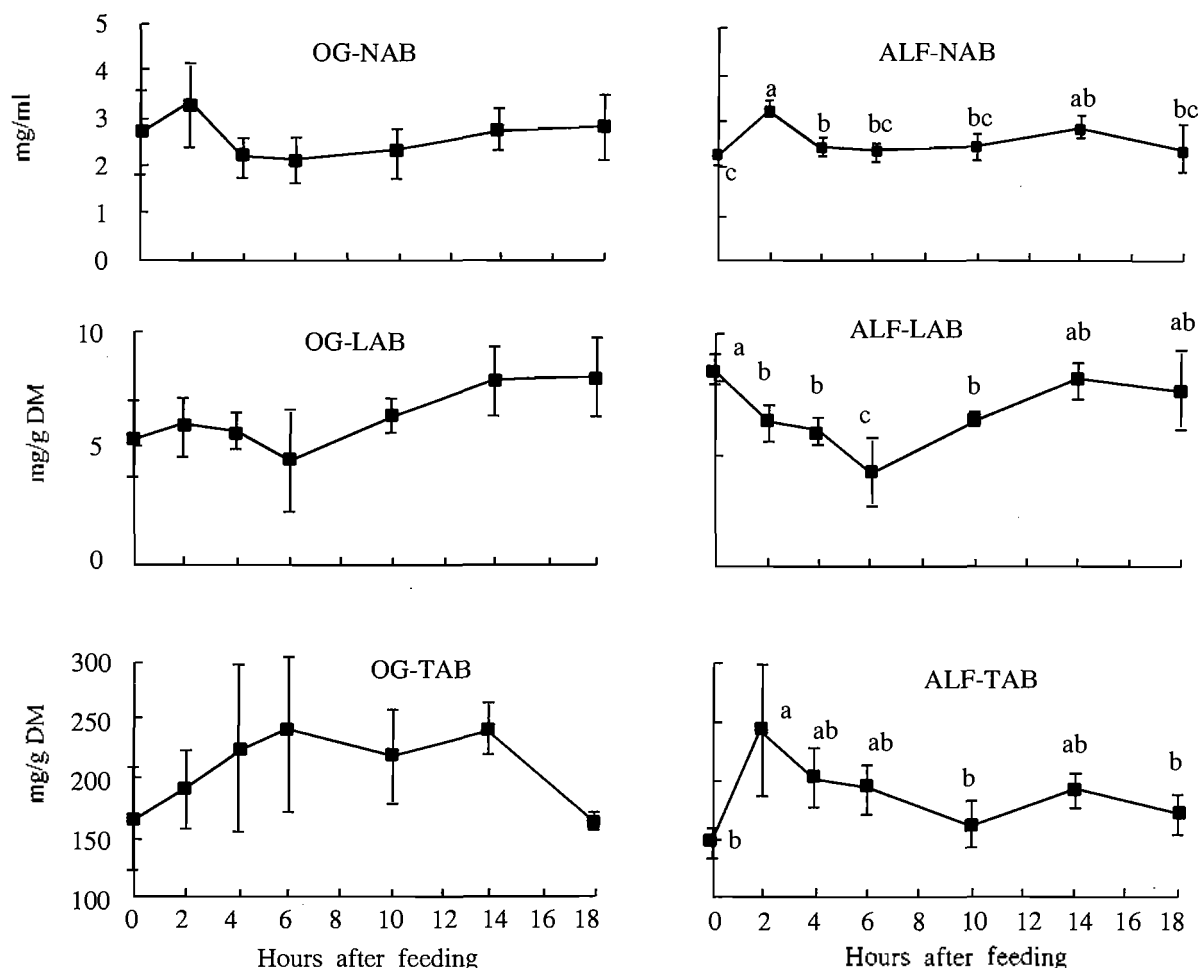 OG-NAB
mg/ml
5
4
3
2
1
0
ALF-NAB
a
b
bc
bc
ab
bc
c
OG-LAB
mg/g DM
10
5
0
ALF-LAB
a
b
b
c
b
ab
ab
OG-TAB
mg/g DM
300
250
200
150
100
0 2 4 6 8 10 12 14 16 18
Hours after feeding
ALF-TAB
a
ab
ab
b
ab
b
b
0 2 4 6 8 10 12 14 16 18
Hours after feeding